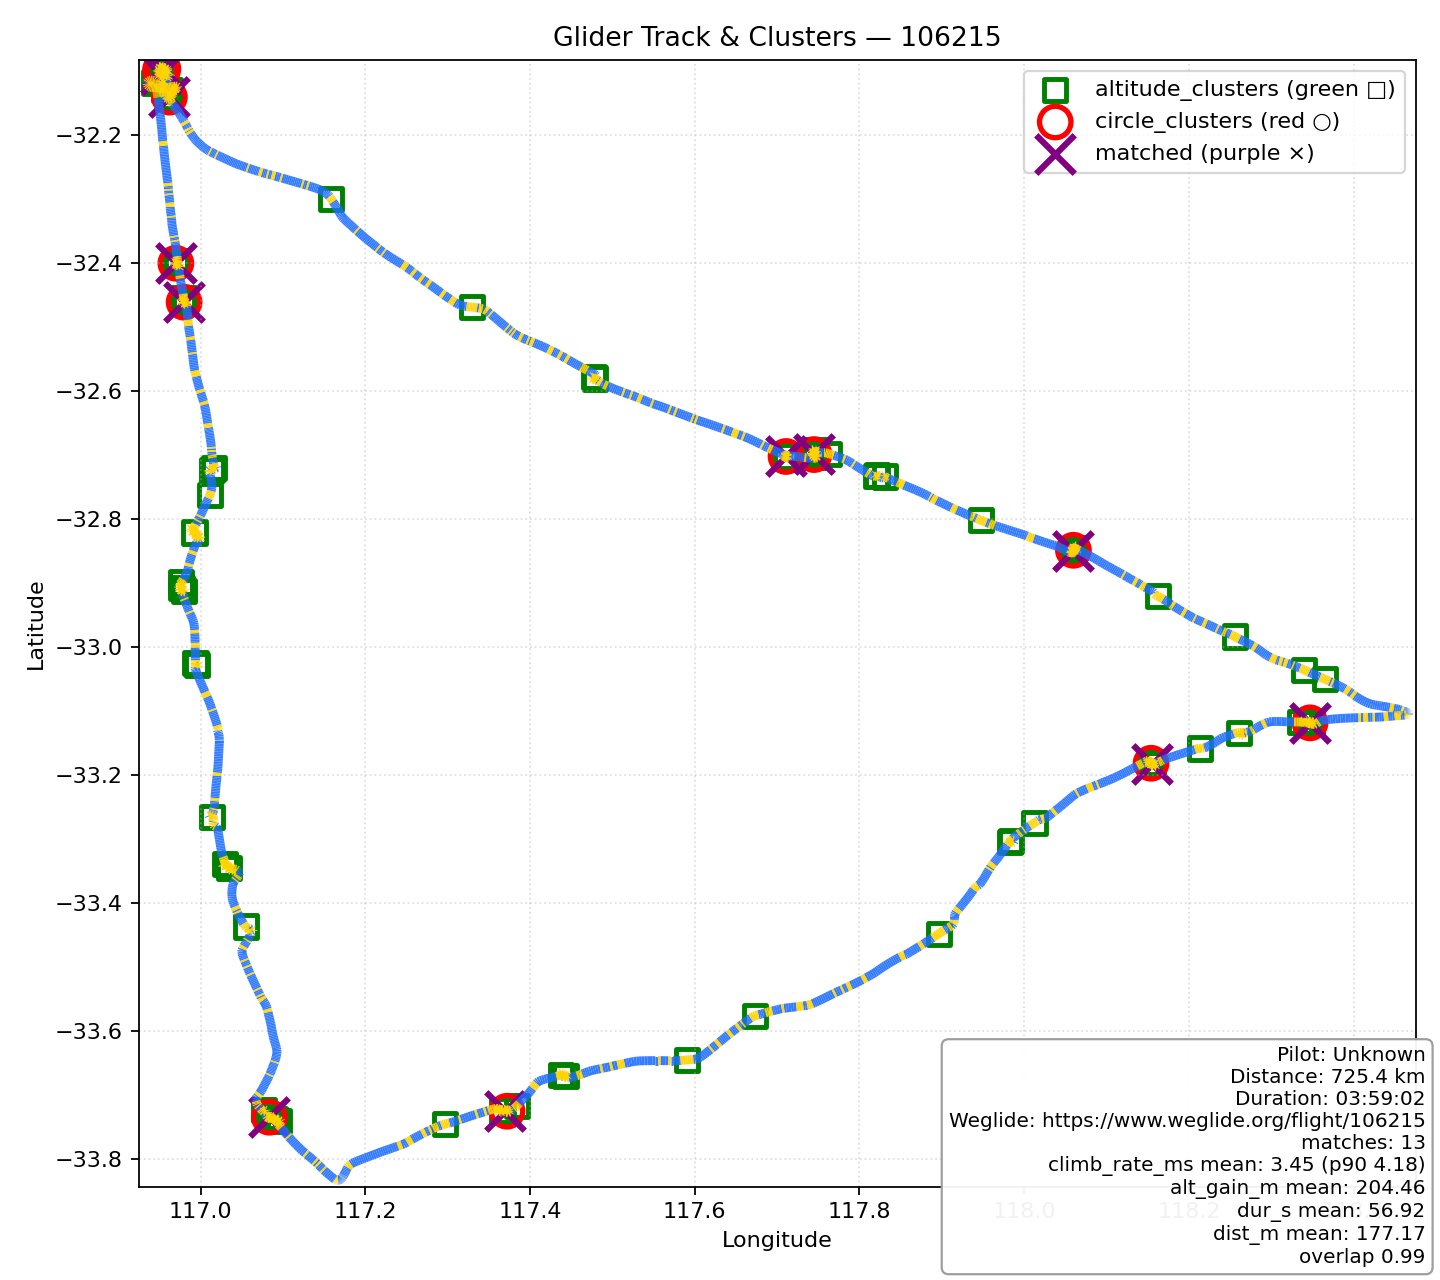 Glider Track & Clusters — 106215
altitude_clusters (green □)
circle_clusters (red ○)
matched (purple ×)
−32.2
−32.4
−32.6
−32.8
−33.0
−33.2
−33.4
−33.6
−33.8
Latitude
117.0
117.2
117.4
117.6
117.8
118.0
118.2
Longitude
Pilot: Unknown
Distance: 725.4 km
Duration: 03:59:02
Weglide: https://www.weglide.org/flight/106215
matches: 13
climb_rate_ms mean: 3.45 (p90 4.18)
alt_gain_m mean: 204.46
dur_s mean: 56.92
dist_m mean: 177.17
overlap 0.99